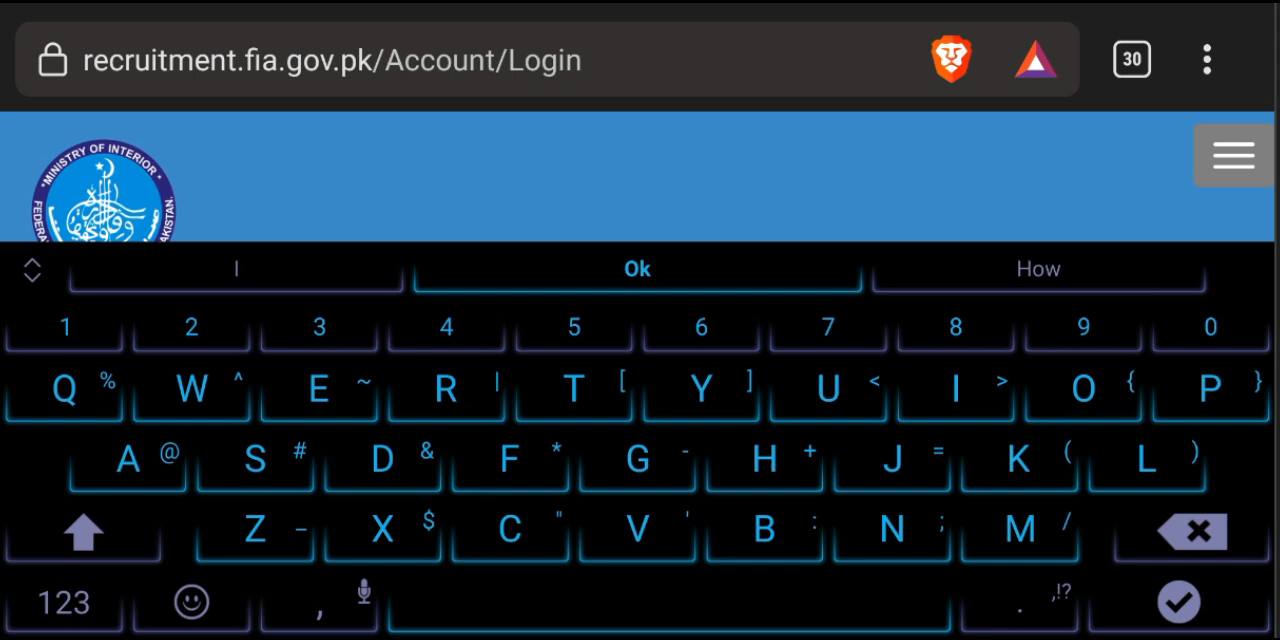 recruitment.fia.gov.pk/Account/Login
30
MINISTRY OF INTERIOR
I Ok How
1 2 3 4 5 6 7 8 9 0
Q % W ^ E ~ R | T [ Y ] U < I > O { P }
A @ S # D & F * G - H + J = K ( L )
Z _ X $ C " V ' B : N ; M /
123 , . ,!?